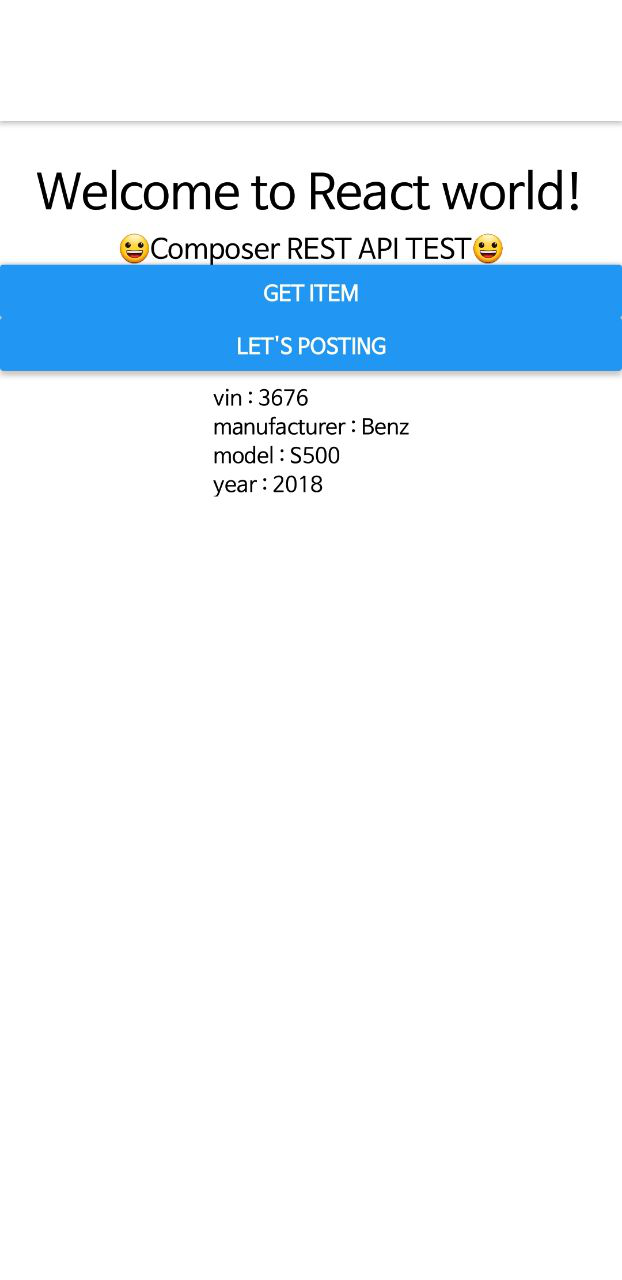 Welcome to React world!
😀Composer REST API TEST😀
GET ITEM
LET'S POSTING
vin : 3676
manufacturer : Benz
model : S500
year : 2018